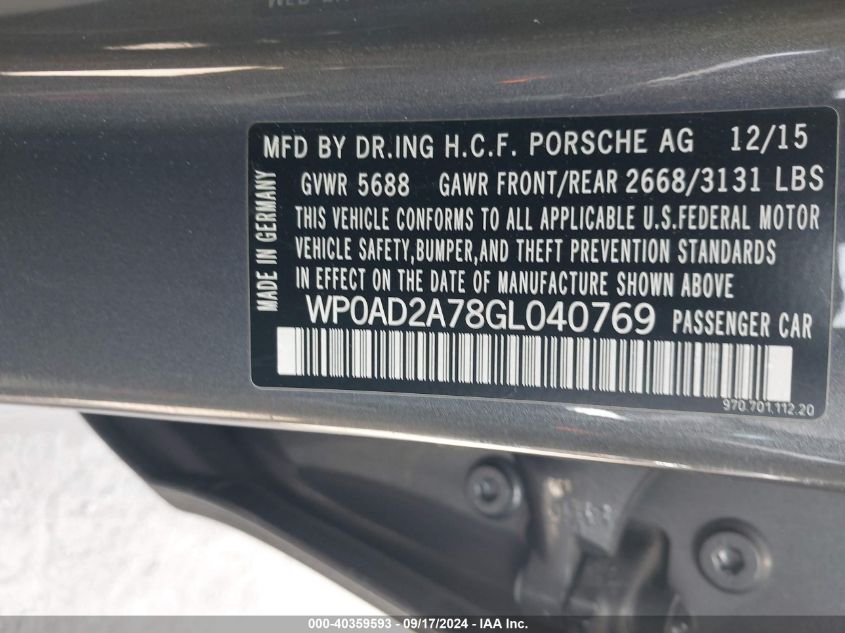 MFD BY DR.ING H.C.F. PORSCHE AG 12/15
GVWR 5688 GAWR FRONT/REAR 2668/3131 LBS
THIS VEHICLE CONFORMS TO ALL APPLICABLE U.S.FEDERAL MOTOR
VEHICLE SAFETY,BUMPER,AND THEFT PREVENTION STANDARDS
IN EFFECT ON THE DATE OF MANUFACTURE SHOWN ABOVE
MADE IN GERMANY
WP0AD2A78GL040769 PASSENGER CAR
970.701.112.20
000-40359593 - 09/17/2024 - IAA Inc.